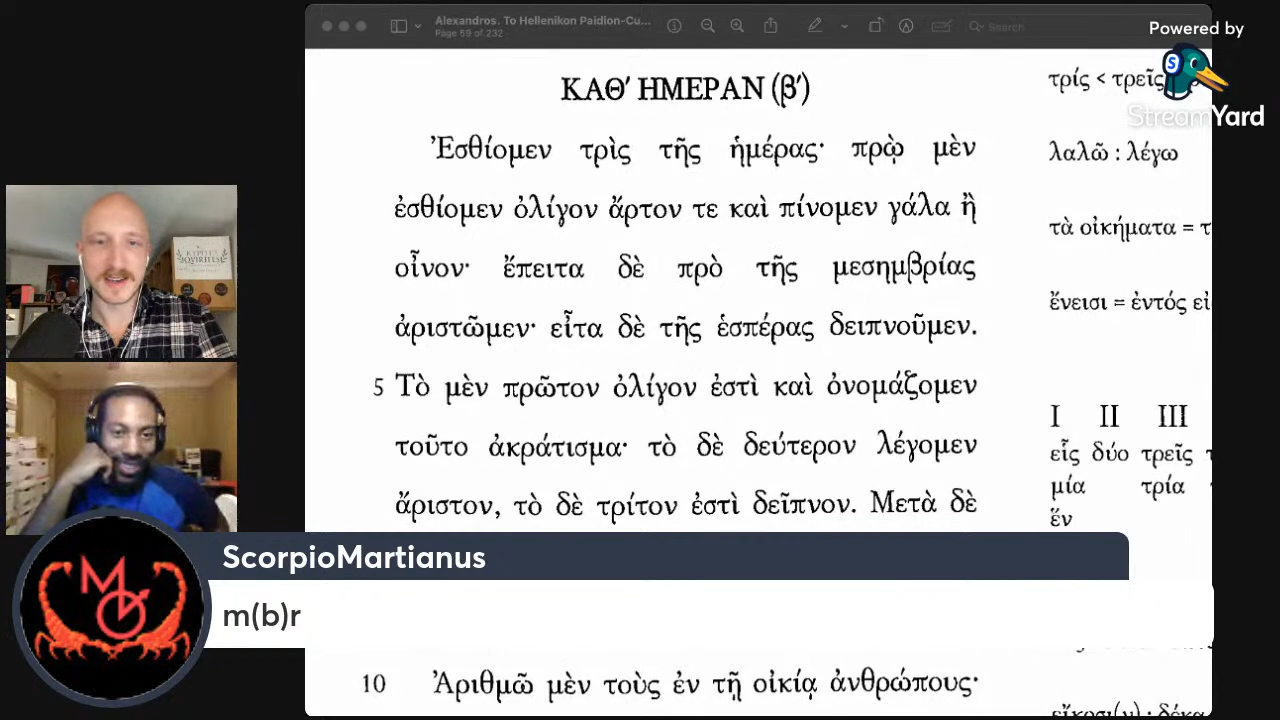 Alexandros. To Hellenikon Paidion-Cu...
Page 59 of 232
Search
Powered by
S
StreamYard
ΚΑΘ' ΗΜΕΡΑΝ (β')
Ἐσθίομεν τρὶς τῆς ἡμέρας· πρῲ μὲν
ἐσθίομεν ὀλίγον ἄρτον τε καὶ πίνομεν γάλα ἢ
οἶνον· ἔπειτα δὲ πρὸ τῆς μεσημβρίας
ἀριστῶμεν· εἶτα δὲ τῆς ἑσπέρας δειπνοῦμεν.
5 Τὸ μὲν πρῶτον ὀλίγον ἐστὶ καὶ ὀνομάζομεν
τοῦτο ἀκράτισμα· τὸ δὲ δεύτερον λέγομεν
ἄριστον, τὸ δὲ τρίτον ἐστὶ δεῖπνον. Μετὰ δὲ
10 Ἀριθμῶ μὲν τοὺς ἐν τῇ οἰκίᾳ ἀνθρώπους·
τρίς < τρεῖς
λαλῶ : λέγω
τὰ οἰκήματα = τ
ἔνεισι = ἐντός εἰ
I II III
εἷς δύο τρεῖς τ
μία τρία
ἕν
εἴκοσι(ν) : δέκα
ScorpioMartianus
m(b)r